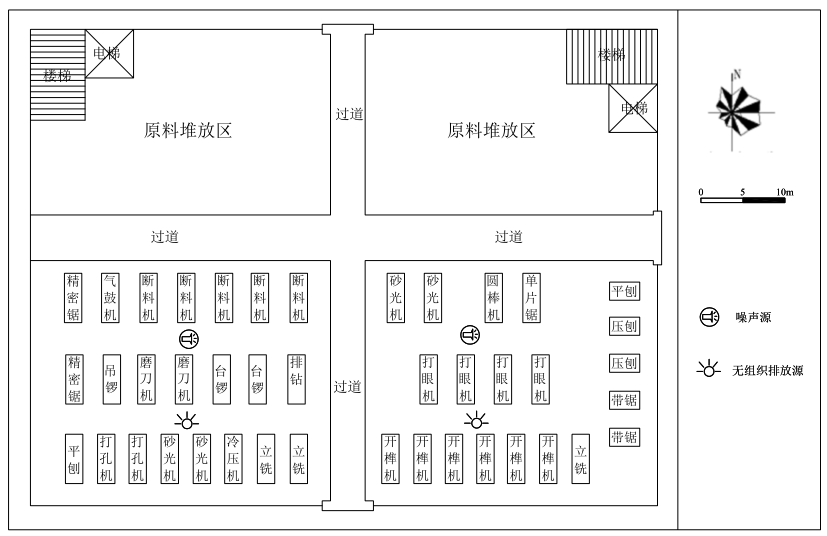 电梯
楼梯
原料堆放区
过道
楼梯
电梯
原料堆放区
N
0 5 10m
过道
过道
精密锯 气鼓机 断料机 断料机 断料机 断料机 断料机
砂光机 砂光机 圆棒机 单片锯
平刨
压刨
压刨
带锯
带锯
噪声源
无组织排放源
精密锯 吊锣 磨刀机 磨刀机 台锣 台锣 排钻
过道
打眼机 打眼机 打眼机 打眼机
平刨 打孔机 打孔机 砂光机 砂光机 冷压机 立铣 立铣
开榫机 开榫机 开榫机 开榫机 开榫机 开榫机 立铣